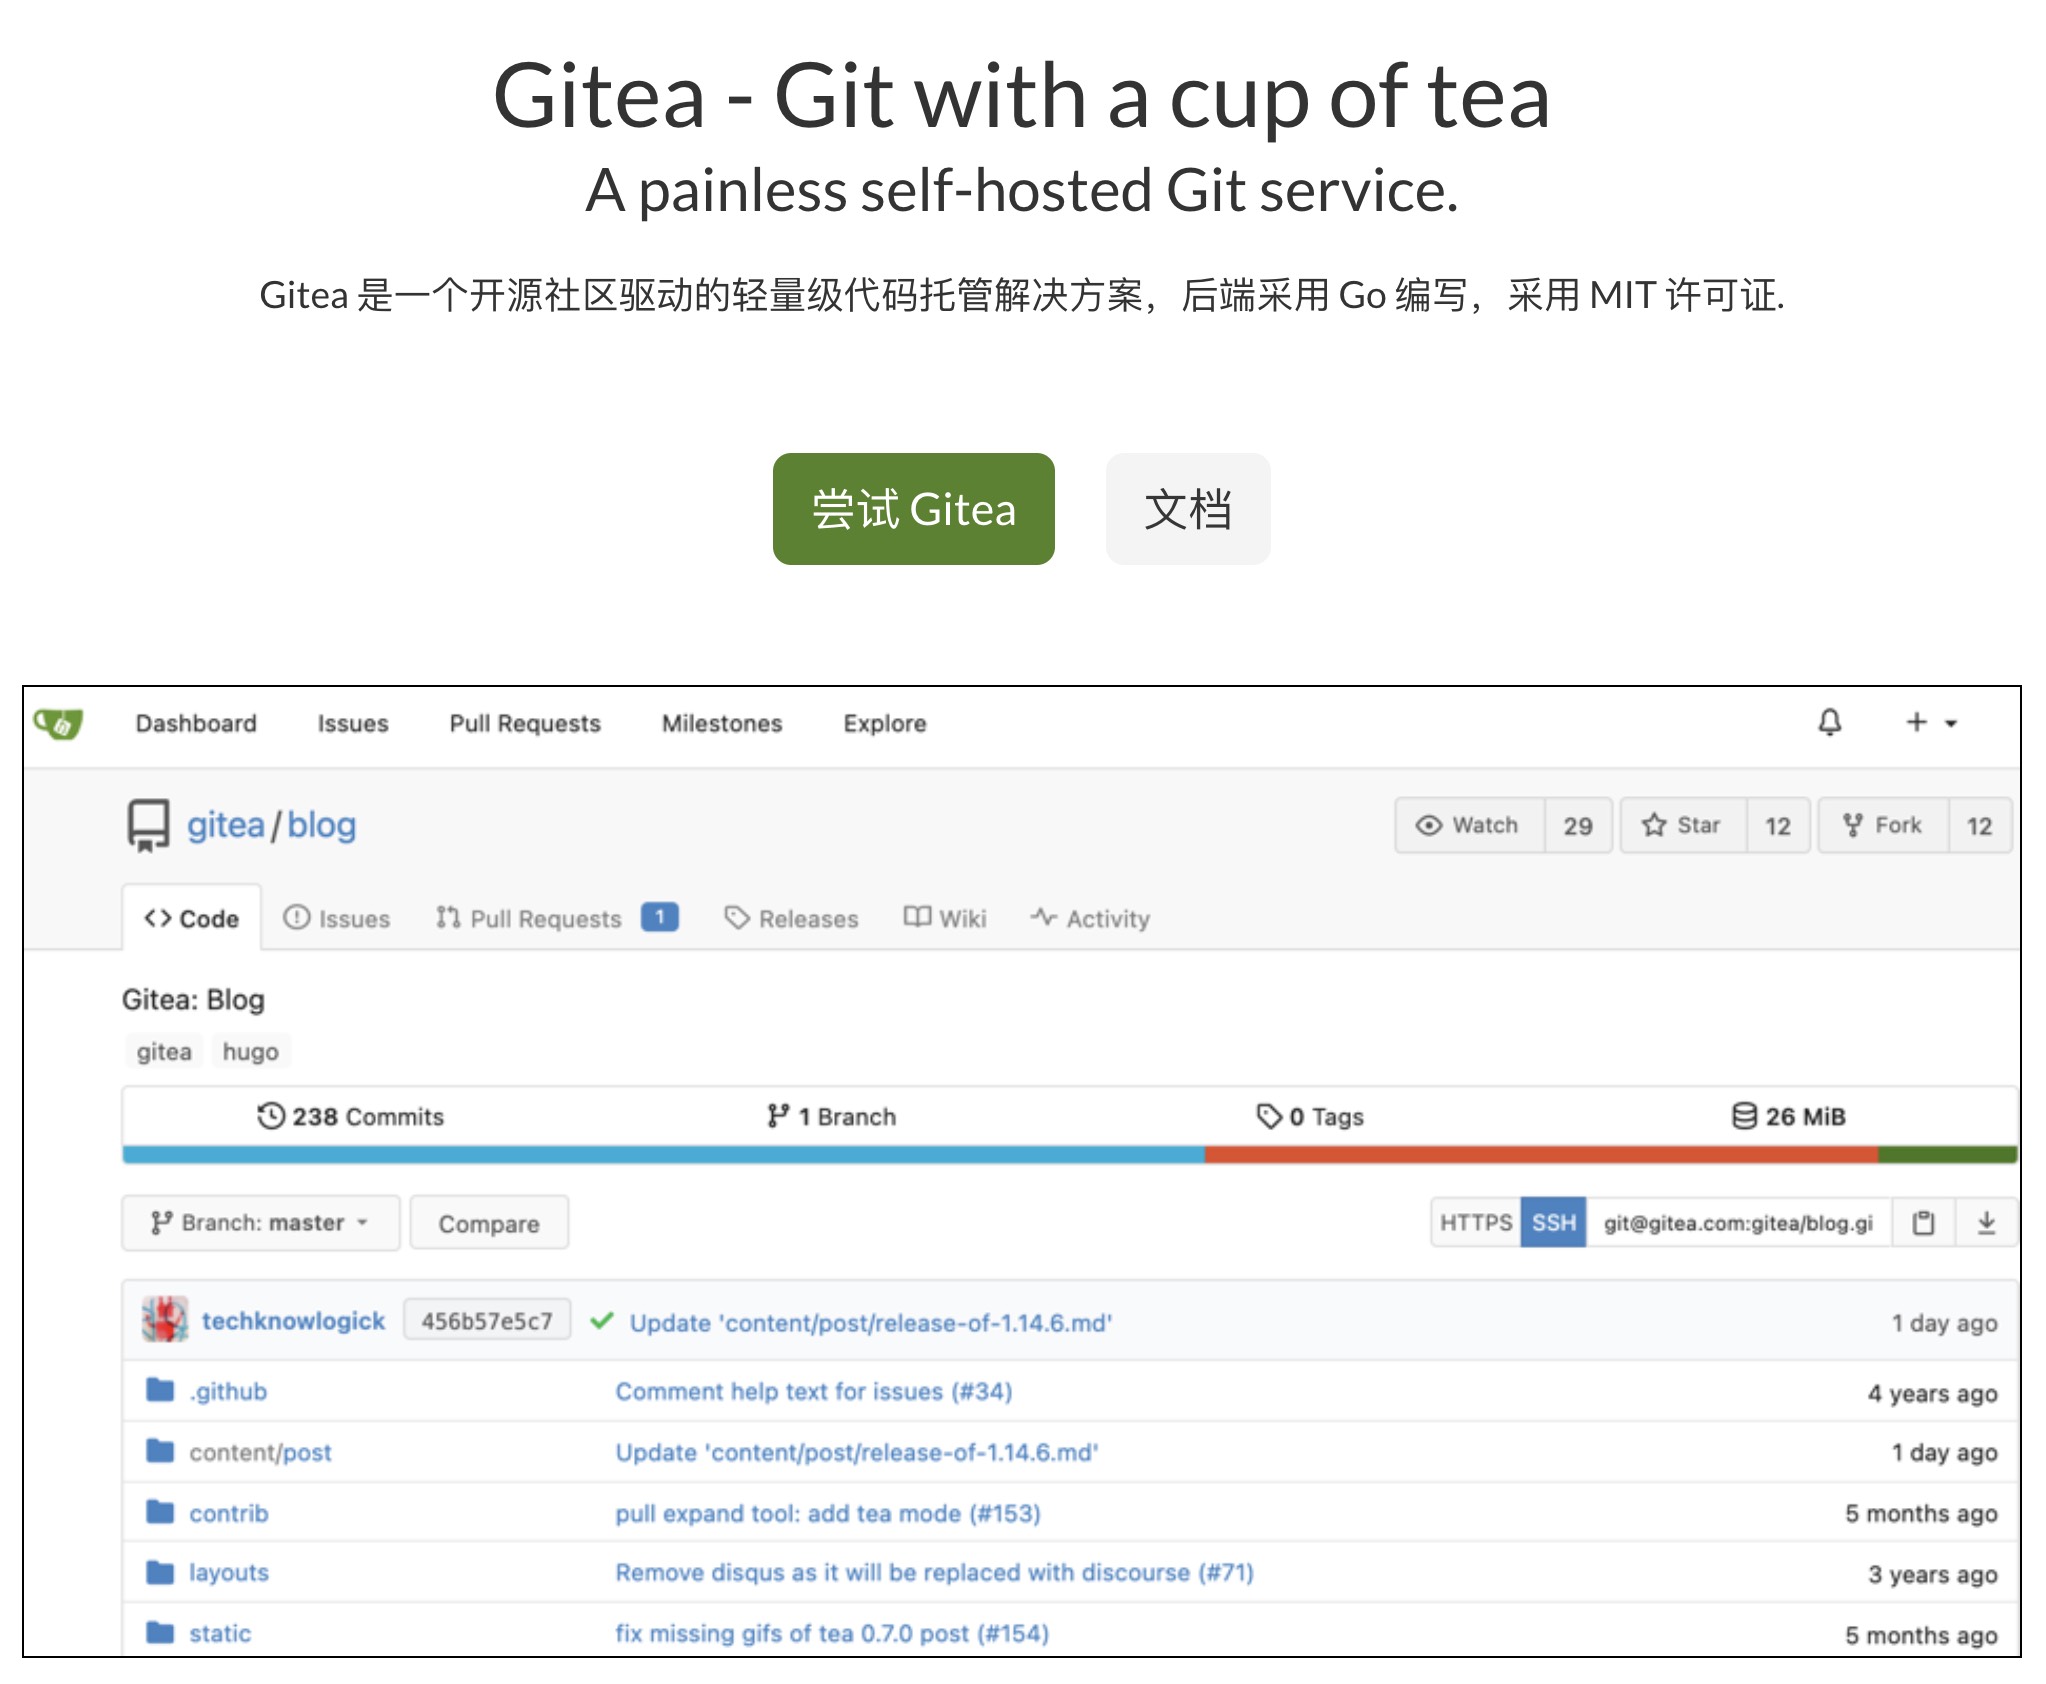 Gitea - Git with a cup of tea
A painless self-hosted Git service.
Gitea 是一个开源社区驱动的轻量级代码托管解决方案，后端采用 Go 编写，采用 MIT 许可证.
尝试 Gitea 文档
Dashboard Issues Pull Requests Milestones Explore
gitea / blog Watch 29 Star 12 Fork 12
Code Issues Pull Requests 1 Releases Wiki Activity
Gitea: Blog
gitea hugo
238 Commits 1 Branch 0 Tags 26 MiB
Branch: master Compare HTTPS SSH git@gitea.com:gitea/blog.gi
techknowlogick 456b57e5c7 Update 'content/post/release-of-1.14.6.md' 1 day ago
.github Comment help text for issues (#34) 4 years ago
content/post Update 'content/post/release-of-1.14.6.md' 1 day ago
contrib pull expand tool: add tea mode (#153) 5 months ago
layouts Remove disqus as it will be replaced with discourse (#71) 3 years ago
static fix missing gifs of tea 0.7.0 post (#154) 5 months ago